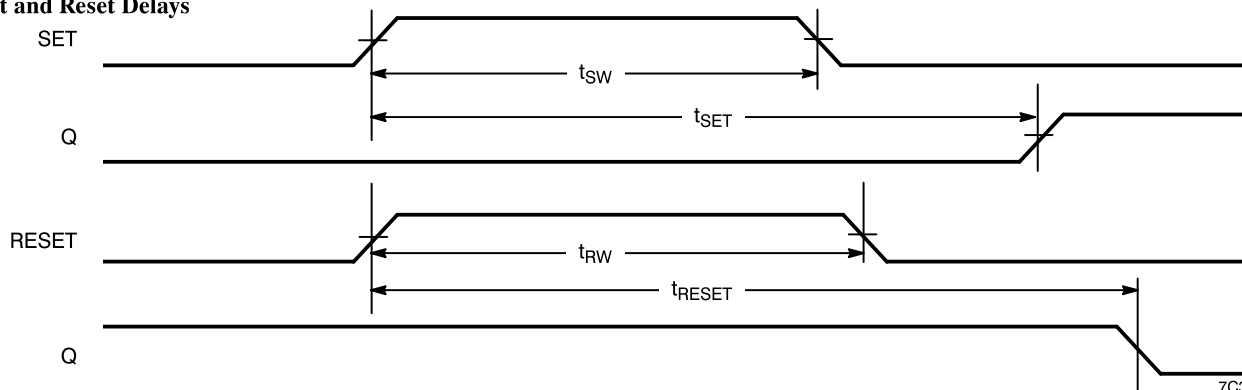 and Reset Delays
SET
tSW
tSET
Q
RESET
tRW
tRESET
Q